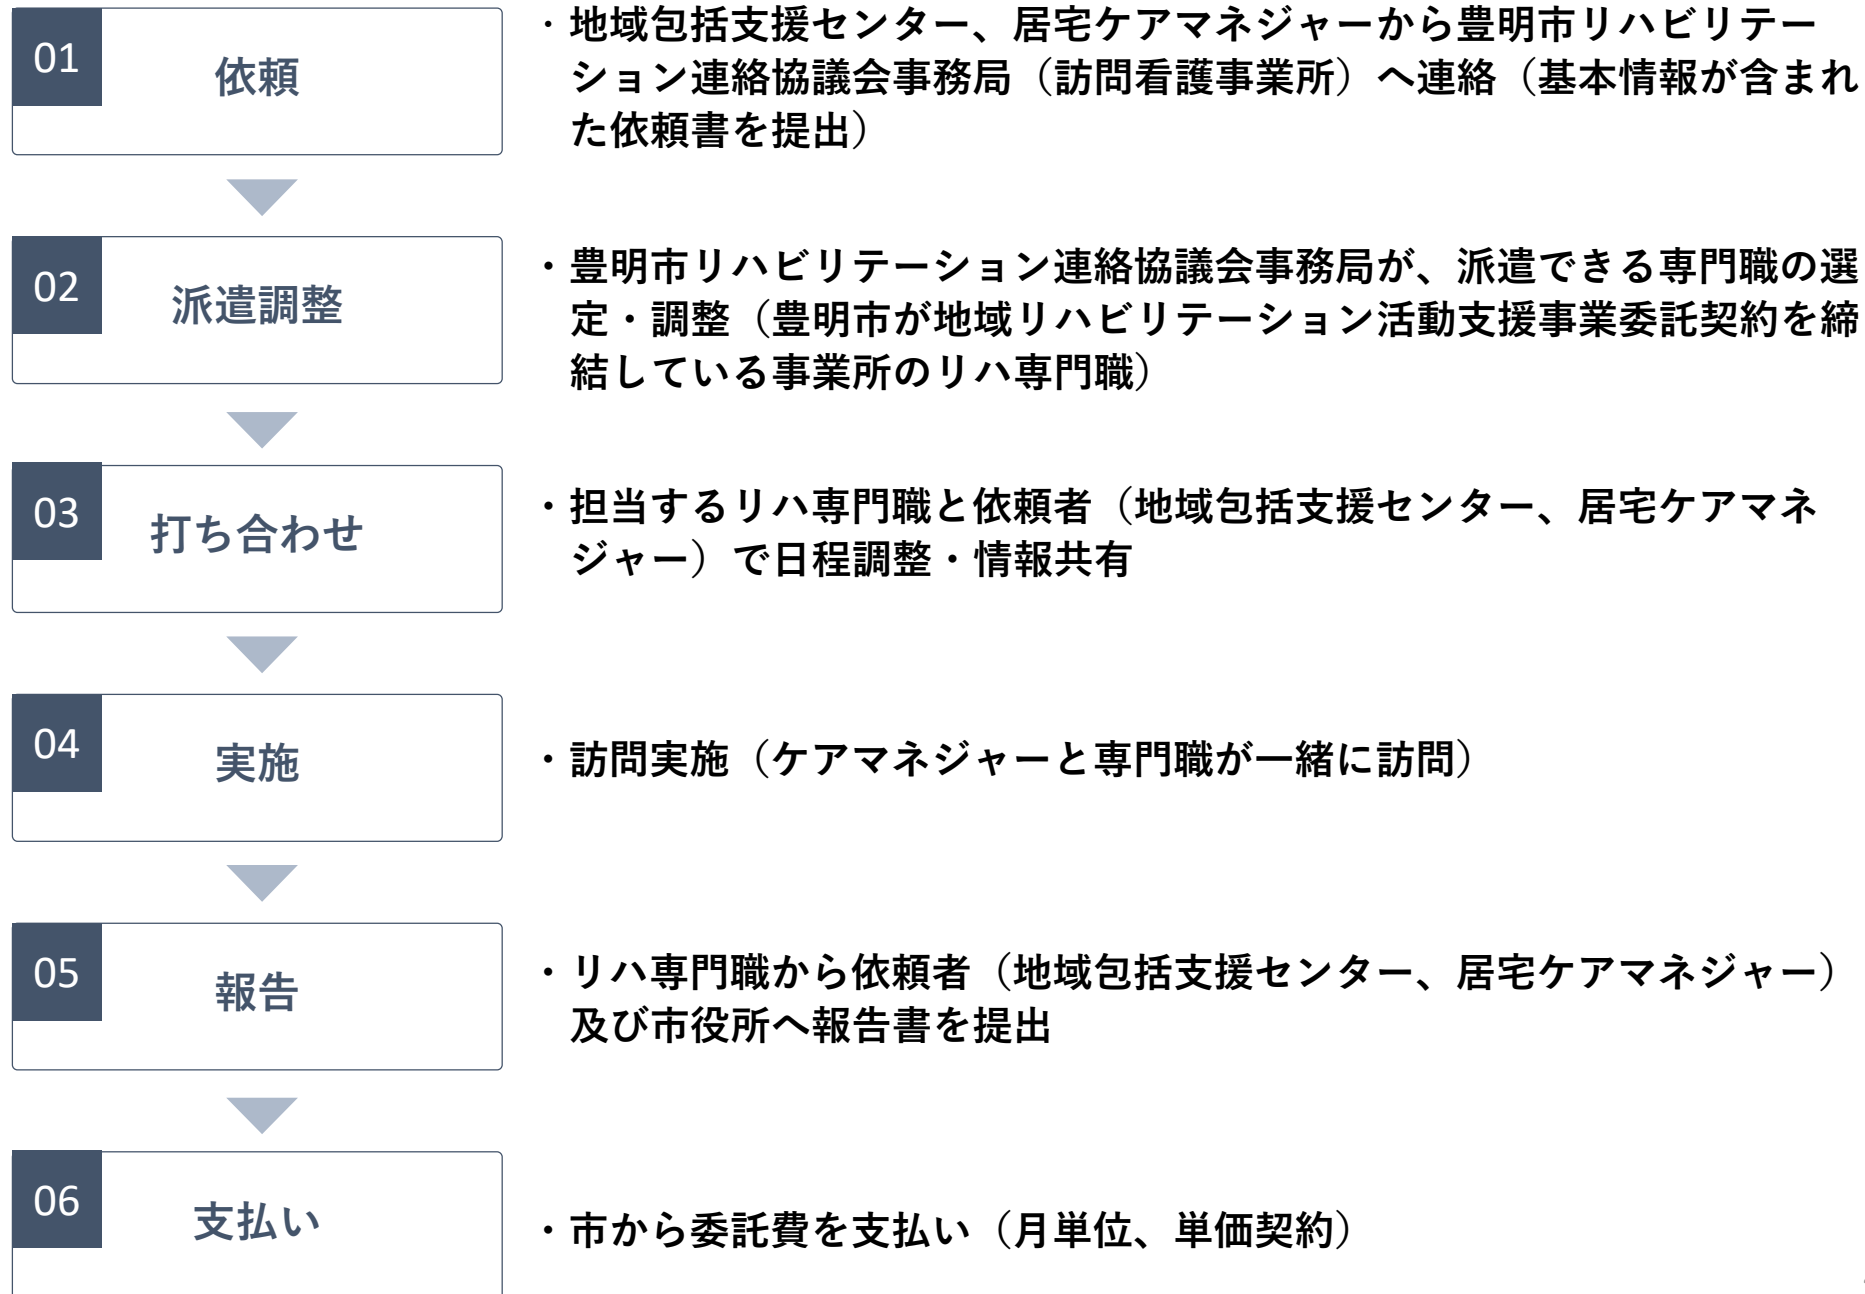 01
依頼
・地域包括支援センター、居宅ケアマネジャーから豊明市リハビリテー
ション連絡協議会事務局（訪問看護事業所）へ連絡（基本情報が含まれ
た依頼書を提出）
02
派遣調整
・豊明市リハビリテーション連絡協議会事務局が、派遣できる専門職の選
定・調整（豊明市が地域リハビリテーション活動支援事業委託契約を締
結している事業所のリハ専門職）
03
打ち合わせ
・担当するリハ専門職と依頼者（地域包括支援センター、居宅ケアマネ
ジャー）で日程調整・情報共有
04
実施
・訪問実施（ケアマネジャーと専門職が一緒に訪問）
05
報告
・リハ専門職から依頼者（地域包括支援センター、居宅ケアマネジャー）
及び市役所へ報告書を提出
06
支払い
・市から委託費を支払い（月単位、単価契約）